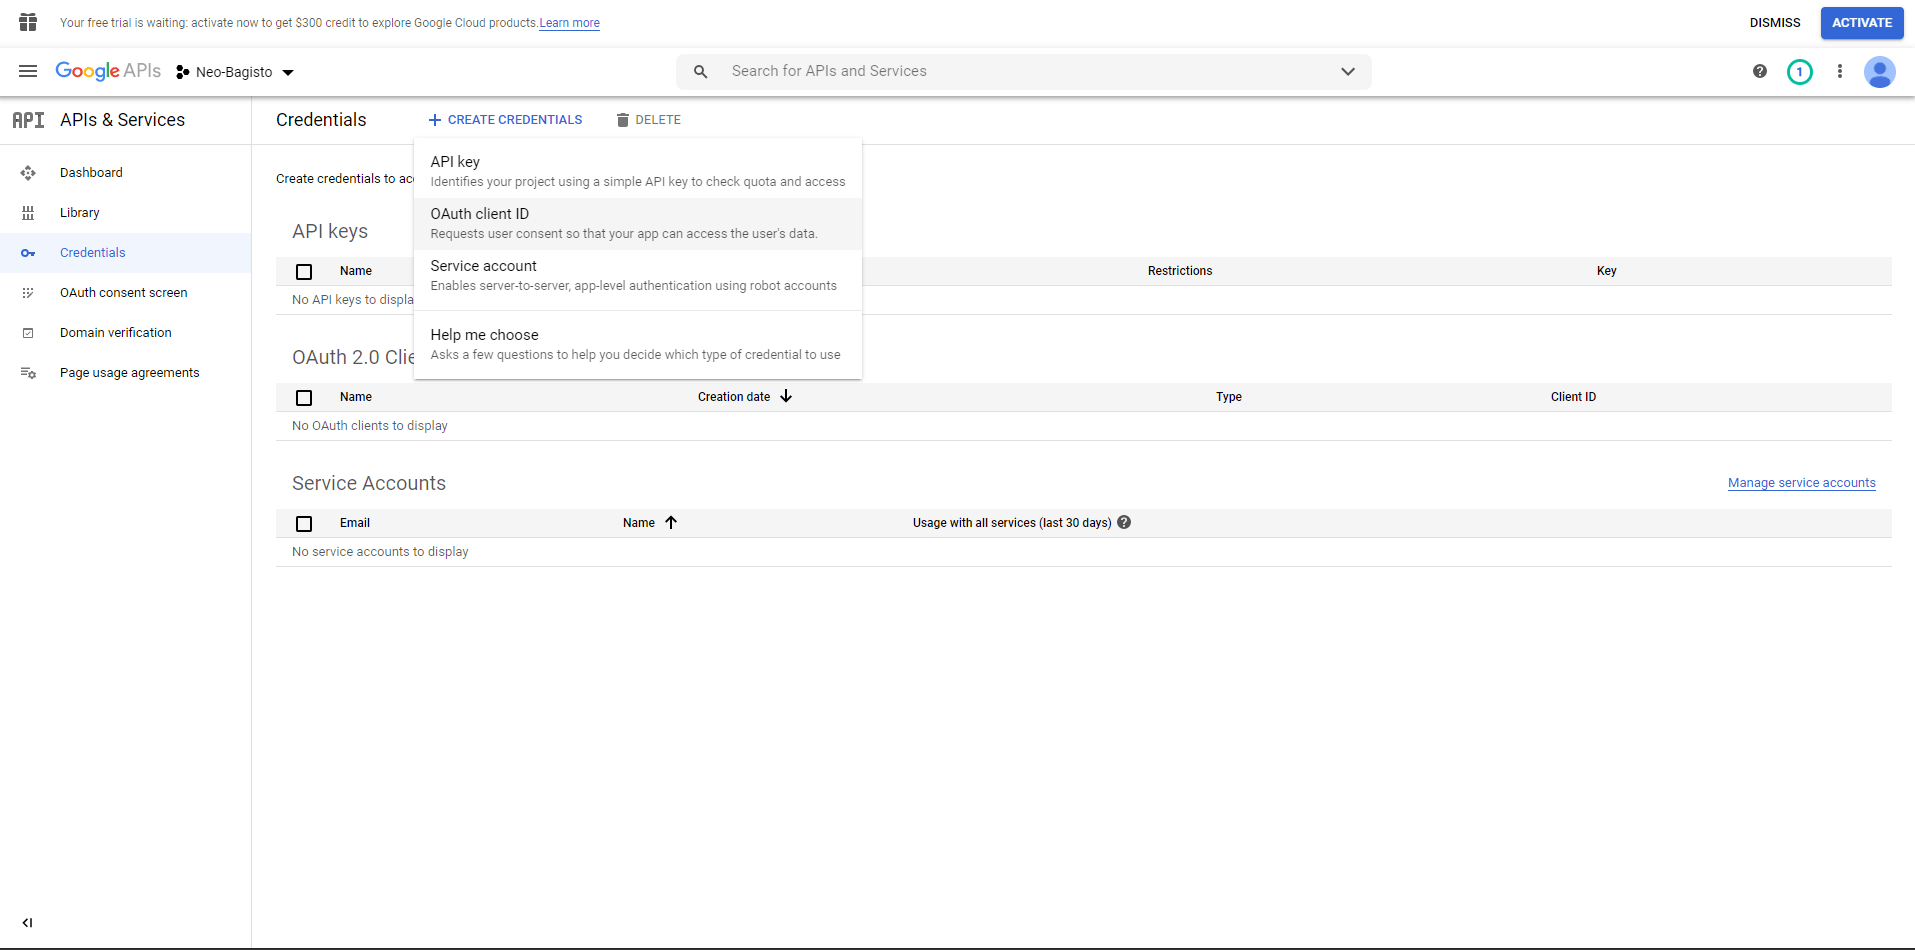 Your free trial is waiting: activate now to get $300 credit to explore Google Cloud products. Learn more
DISMISS
ACTIVATE
Google APIs
Neo-Bagisto
Search for APIs and Services
1
API APIs & Services
Credentials
CREATE CREDENTIALS
DELETE
Dashboard
Library
Credentials
OAuth consent screen
Domain verification
Page usage agreements
Create credentials to
API key
Identifies your project using a simple API key to check quota and access
OAuth client ID
Requests user consent so that your app can access the user's data.
Service account
Enables server-to-server, app-level authentication using robot accounts
Help me choose
Asks a few questions to help you decide which type of credential to use
API keys
Name
Restrictions
Key
No API keys to
OAuth 2.0
Name
Creation date
Type
Client ID
No OAuth clients to display
Service Accounts
Manage service accounts
Email
Name
Usage with all services (last 30 days)
No service accounts to display